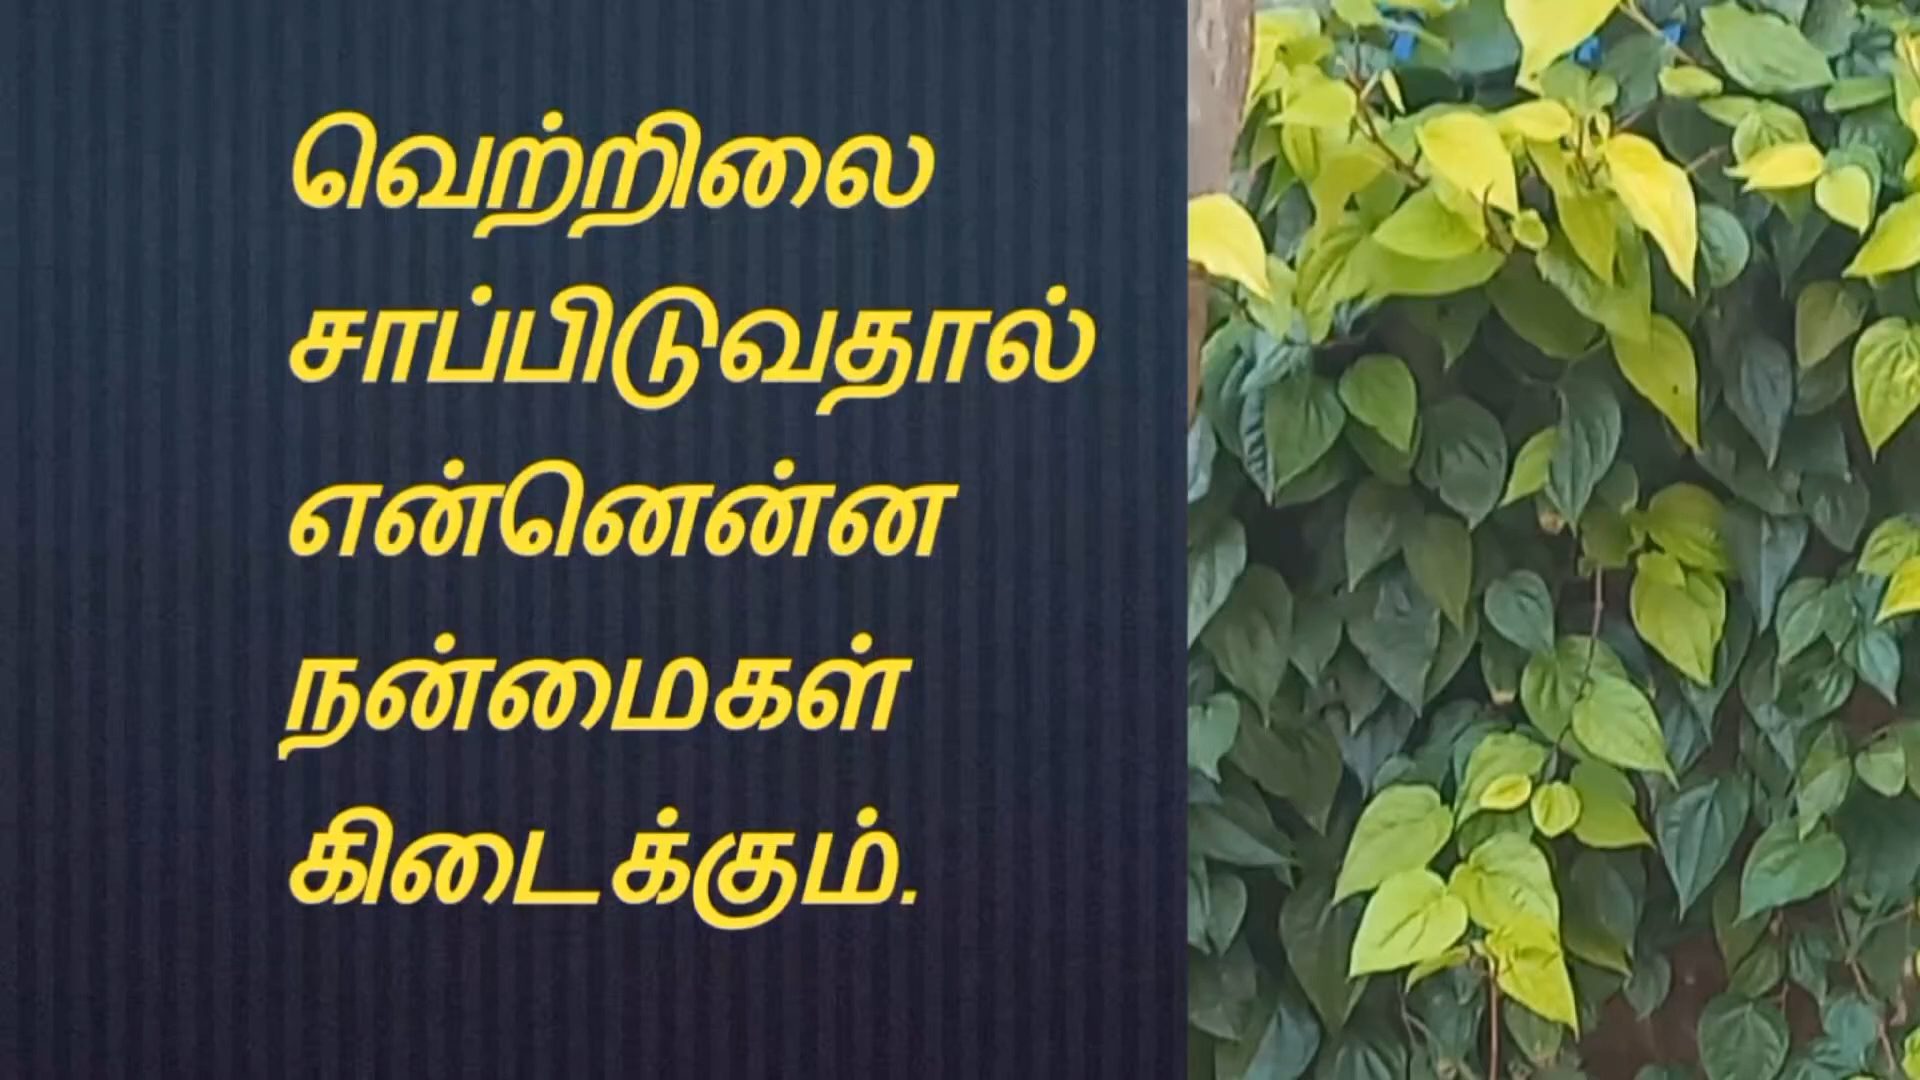 வெற்றிலை
சாப்பிடுவதால்
என்னென்ன
நன்மைகள்
கிடைக்கும்.